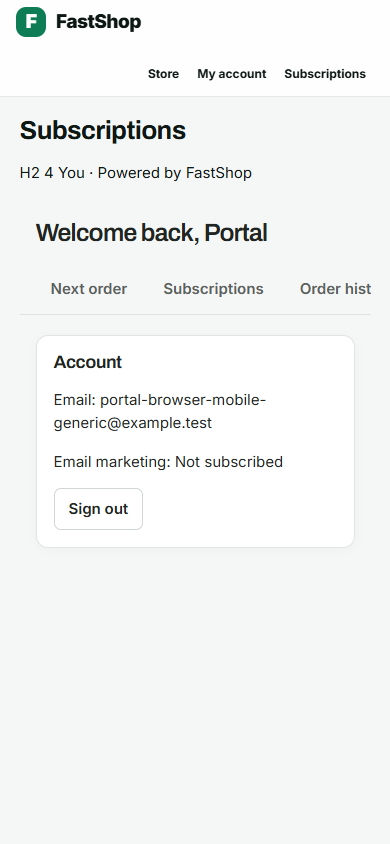 F FastShop
Store My account Subscriptions
Subscriptions
H2 4 You · Powered by FastShop
Welcome back, Portal
Next order Subscriptions Order hist
Account
Email: portal-browser-mobile-
generic@example.test
Email marketing: Not subscribed
Sign out